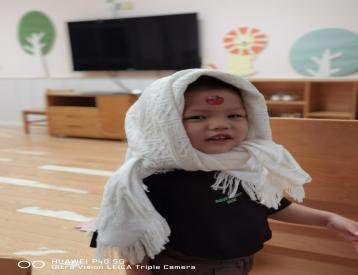 HUAWEI P40 5G
Ultra Vision LEICA Triple Camera